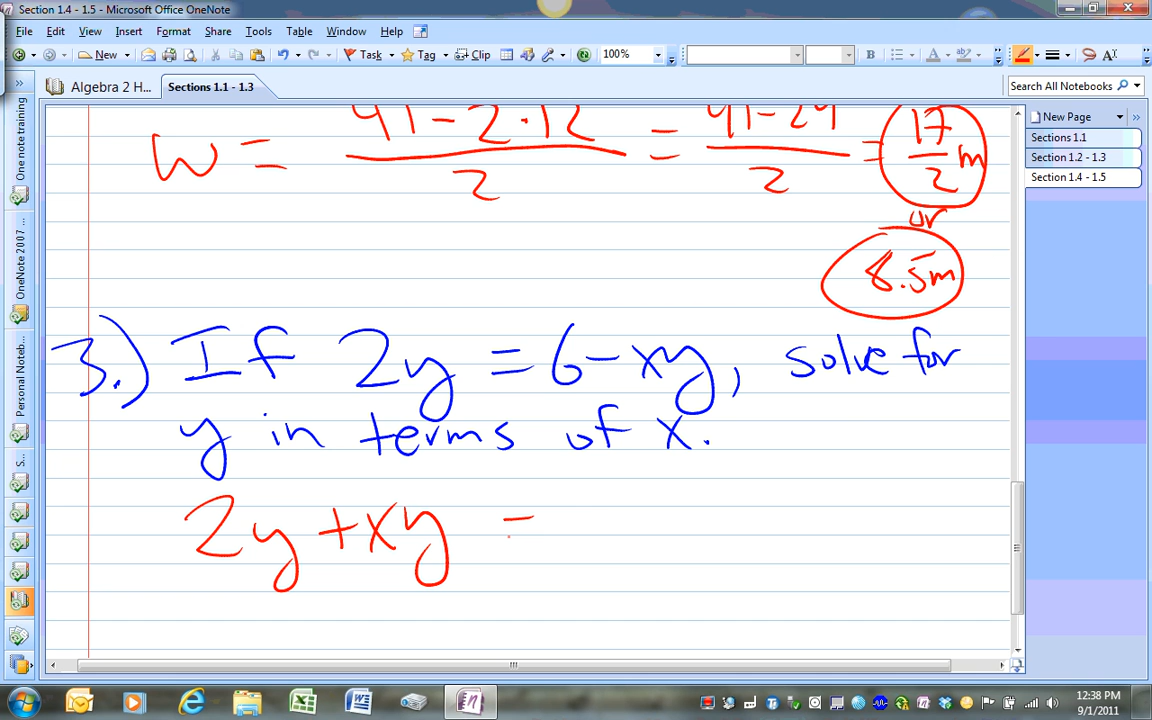 Section 1.4 - 1.5 - Microsoft Office OneNote
File Edit View Insert Format Share Tools Table Window Help
New Task Tag Clip 100% B A
Algebra 2 H... Sections 1.1 - 1.3 Search All Notebooks
New Page
Sections 1.1
Section 1.2 - 1.3
Section 1.4 - 1.5
One note training
OneNote 2007 ...
Personal Noteb...
S...
W = 41 - 2 · 12 / 2 = 41 - 24 / 2 = 17/2 m
or
8.5m
3.) If 2y = 6 - xy, solve for
y in terms of x.
2y + xy =
12:38 PM
9/1/2011